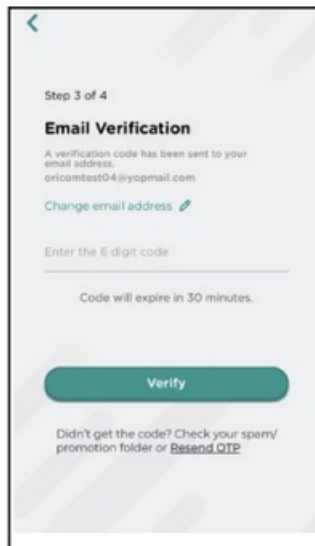 Step 3 of 4
Email Verification
A verification code has been sent to your
email address.
oricomtest04@yopmail.com
Change email address
Enter the 6 digit code
Code will expire in 30 minutes.
Verify
Didn't get the code? Check your spam/
promotion folder or Resend OTP